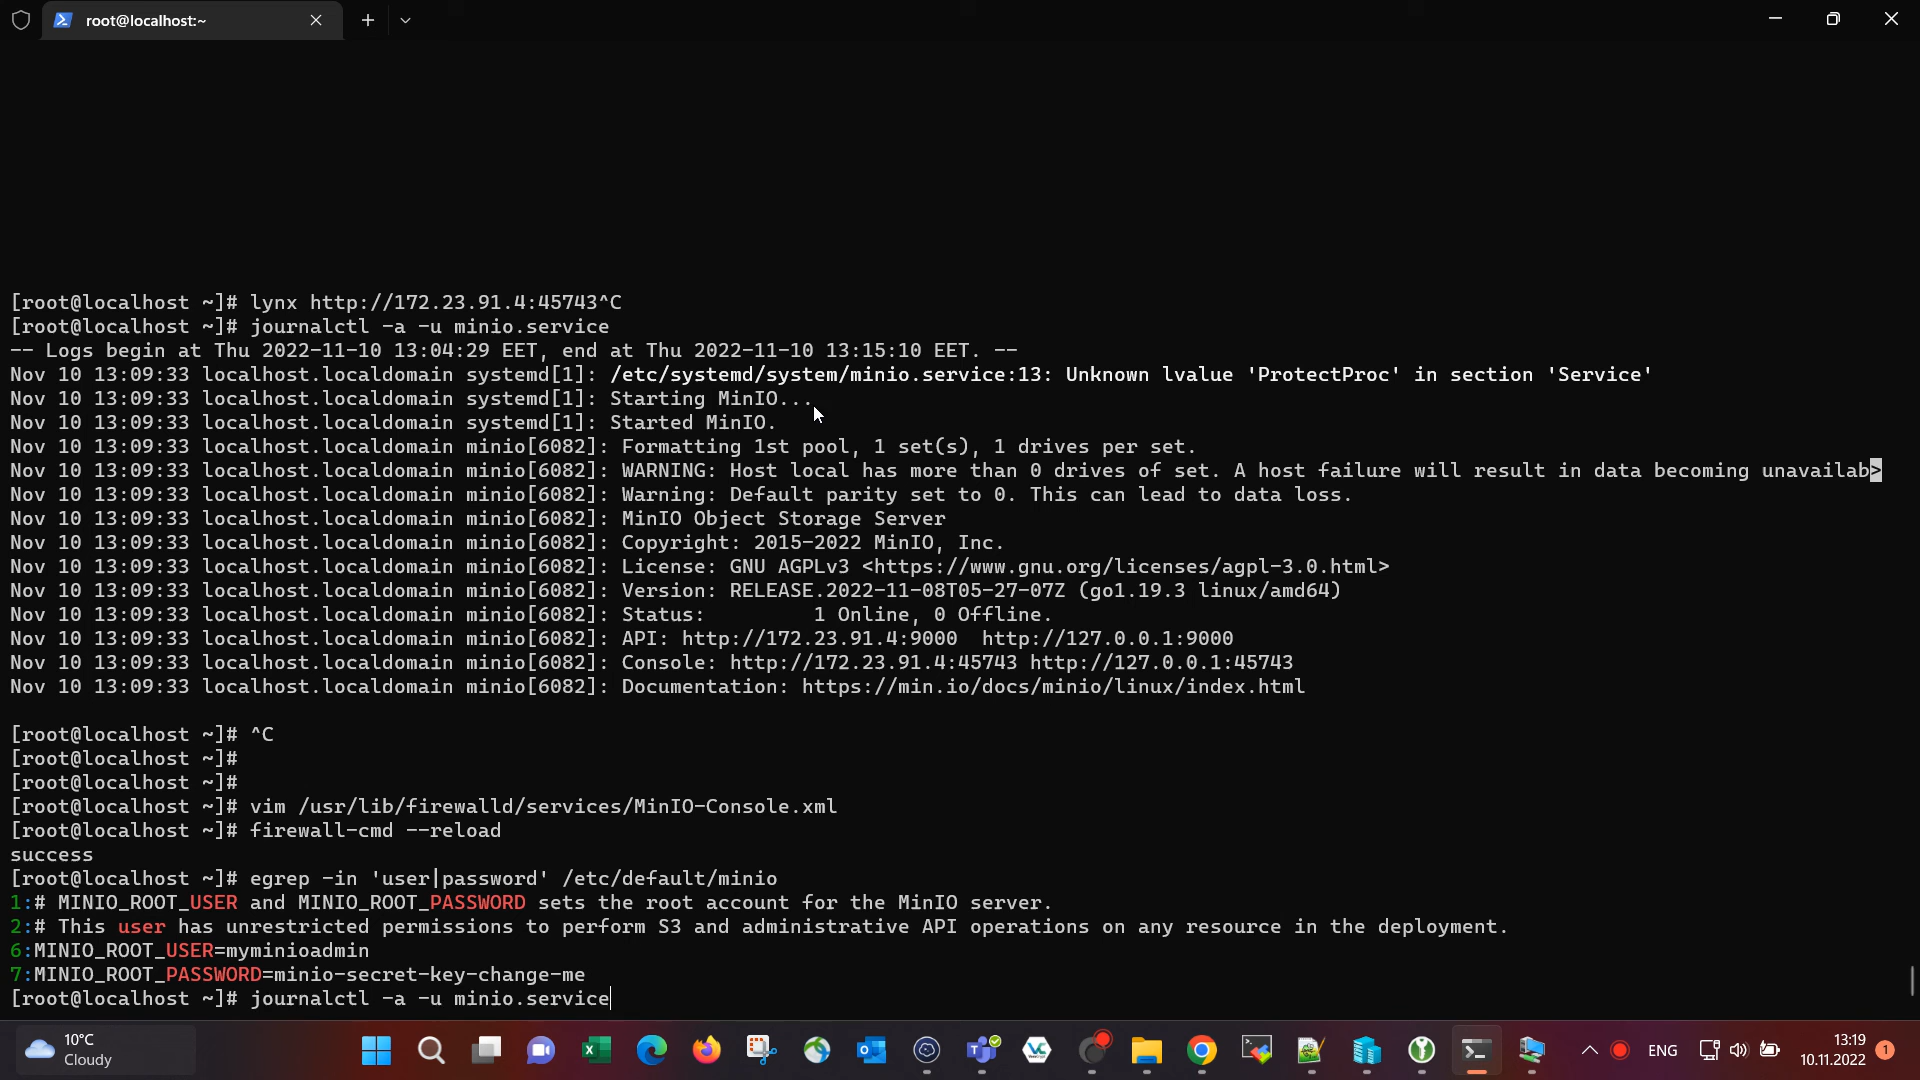 root@localhost:~
[root@localhost ~]# lynx http://172.23.91.4:45743^C
[root@localhost ~]# journalctl -a -u minio.service
-- Logs begin at Thu 2022-11-10 13:04:29 EET, end at Thu 2022-11-10 13:15:10 EET. --
Nov 10 13:09:33 localhost.localdomain systemd[1]: /etc/systemd/system/minio.service:13: Unknown lvalue 'ProtectProc' in section 'Service'
Nov 10 13:09:33 localhost.localdomain systemd[1]: Starting MinIO...
Nov 10 13:09:33 localhost.localdomain systemd[1]: Started MinIO.
Nov 10 13:09:33 localhost.localdomain minio[6082]: Formatting 1st pool, 1 set(s), 1 drives per set.
Nov 10 13:09:33 localhost.localdomain minio[6082]: WARNING: Host local has more than 0 drives of set. A host failure will result in data becoming unavailab>
Nov 10 13:09:33 localhost.localdomain minio[6082]: Warning: Default parity set to 0. This can lead to data loss.
Nov 10 13:09:33 localhost.localdomain minio[6082]: MinIO Object Storage Server
Nov 10 13:09:33 localhost.localdomain minio[6082]: Copyright: 2015-2022 MinIO, Inc.
Nov 10 13:09:33 localhost.localdomain minio[6082]: License: GNU AGPLv3 <https://www.gnu.org/licenses/agpl-3.0.html>
Nov 10 13:09:33 localhost.localdomain minio[6082]: Version: RELEASE.2022-11-08T05-27-07Z (go1.19.3 linux/amd64)
Nov 10 13:09:33 localhost.localdomain minio[6082]: Status:         1 Online, 0 Offline.
Nov 10 13:09:33 localhost.localdomain minio[6082]: API: http://172.23.91.4:9000  http://127.0.0.1:9000
Nov 10 13:09:33 localhost.localdomain minio[6082]: Console: http://172.23.91.4:45743 http://127.0.0.1:45743
Nov 10 13:09:33 localhost.localdomain minio[6082]: Documentation: https://min.io/docs/minio/linux/index.html
[root@localhost ~]# ^C
[root@localhost ~]#
[root@localhost ~]#
[root@localhost ~]# vim /usr/lib/firewalld/services/MinIO-Console.xml
[root@localhost ~]# firewall-cmd --reload
success
[root@localhost ~]# egrep -in 'user|password' /etc/default/minio
1:# MINIO_ROOT_USER and MINIO_ROOT_PASSWORD sets the root account for the MinIO server.
2:# This user has unrestricted permissions to perform S3 and administrative API operations on any resource in the deployment.
6:MINIO_ROOT_USER=myminioadmin
7:MINIO_ROOT_PASSWORD=minio-secret-key-change-me
[root@localhost ~]# journalctl -a -u minio.service
10°C
Cloudy
ENG
13:19
10.11.2022
1